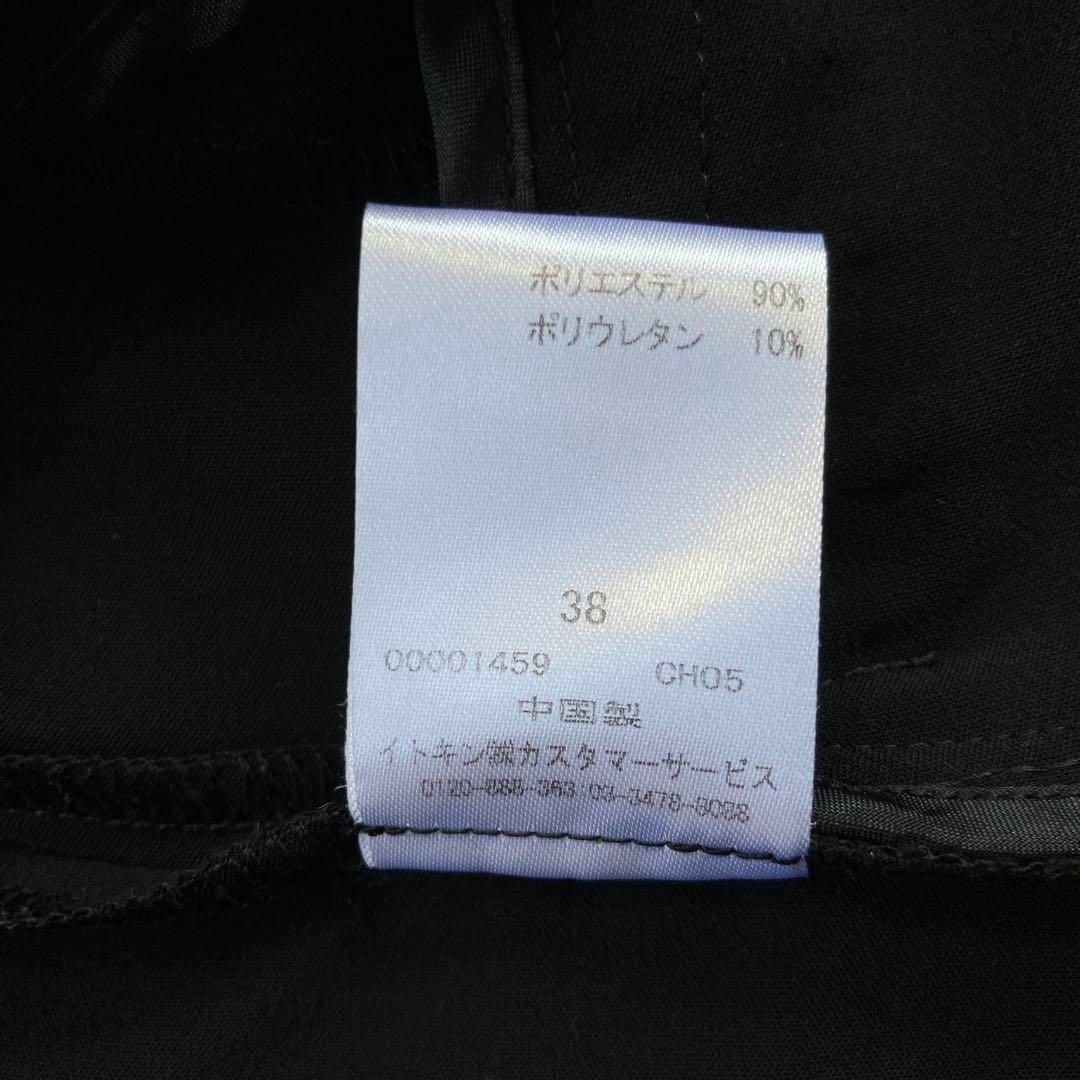 ポリエステル 90%
ポリウレタン 10%
38
00001459 CH05
中国製
イトキン㈱カスタマーサービス
0120-888-363 03-3478-8088